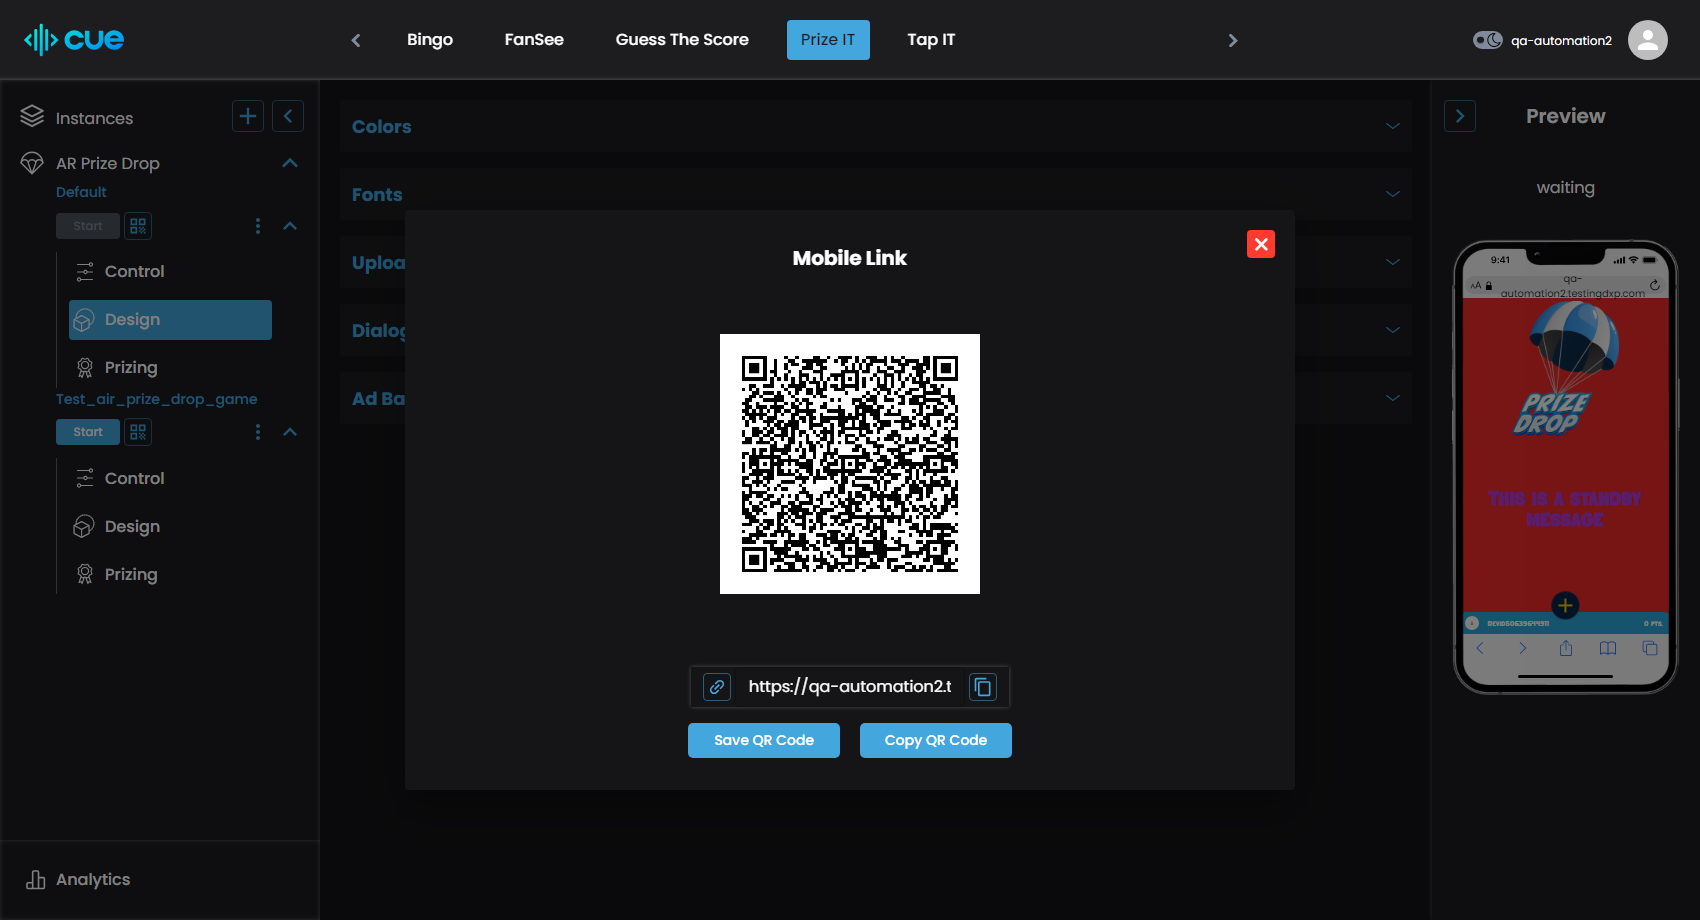 cue
Bingo
FanSee
Guess The Score
Prize IT
Tap IT
qa-automation2
Instances
AR Prize Drop
Default
Start
Control
Design
Prizing
Test_air_prize_drop_game
Start
Control
Design
Prizing
Analytics
Colors
Fonts
Uploa
Dialog
Ad Ba
Mobile Link
https://qa-automation2.t
Save QR Code
Copy QR Code
Preview
waiting
9:41
AA
qa-
automation2.testingdxp.com
PRIZE
DROP
This is a standby
message
0 PTS.